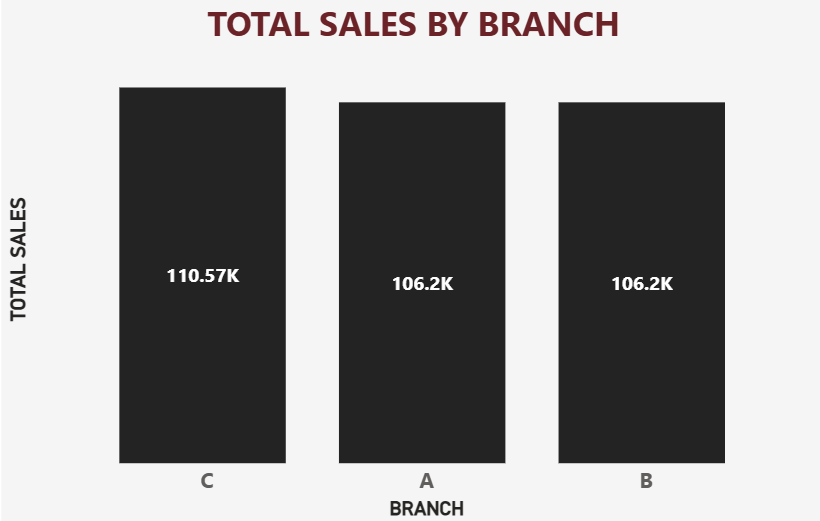 TOTAL SALES BY BRANCH
TOTAL SALES
110.57K
106.2K
106.2K
C
A
B
BRANCH